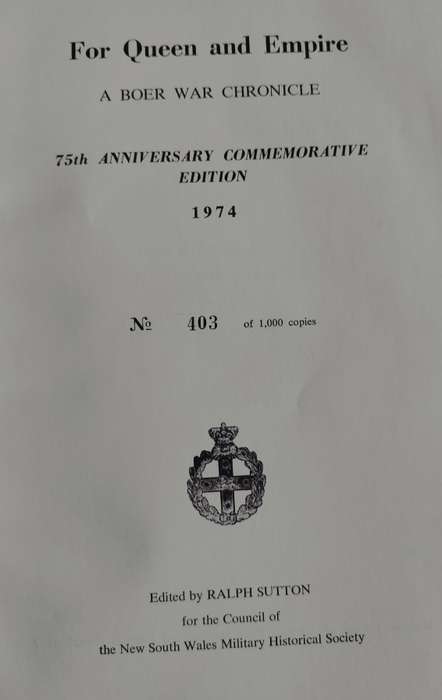 For Queen and Empire
A BOER WAR CHRONICLE
75th ANNIVERSARY COMMEMORATIVE
EDITION
1974
№ 403 of 1,000 copies
Edited by RALPH SUTTON
for the Council of
the New South Wales Military Historical Society